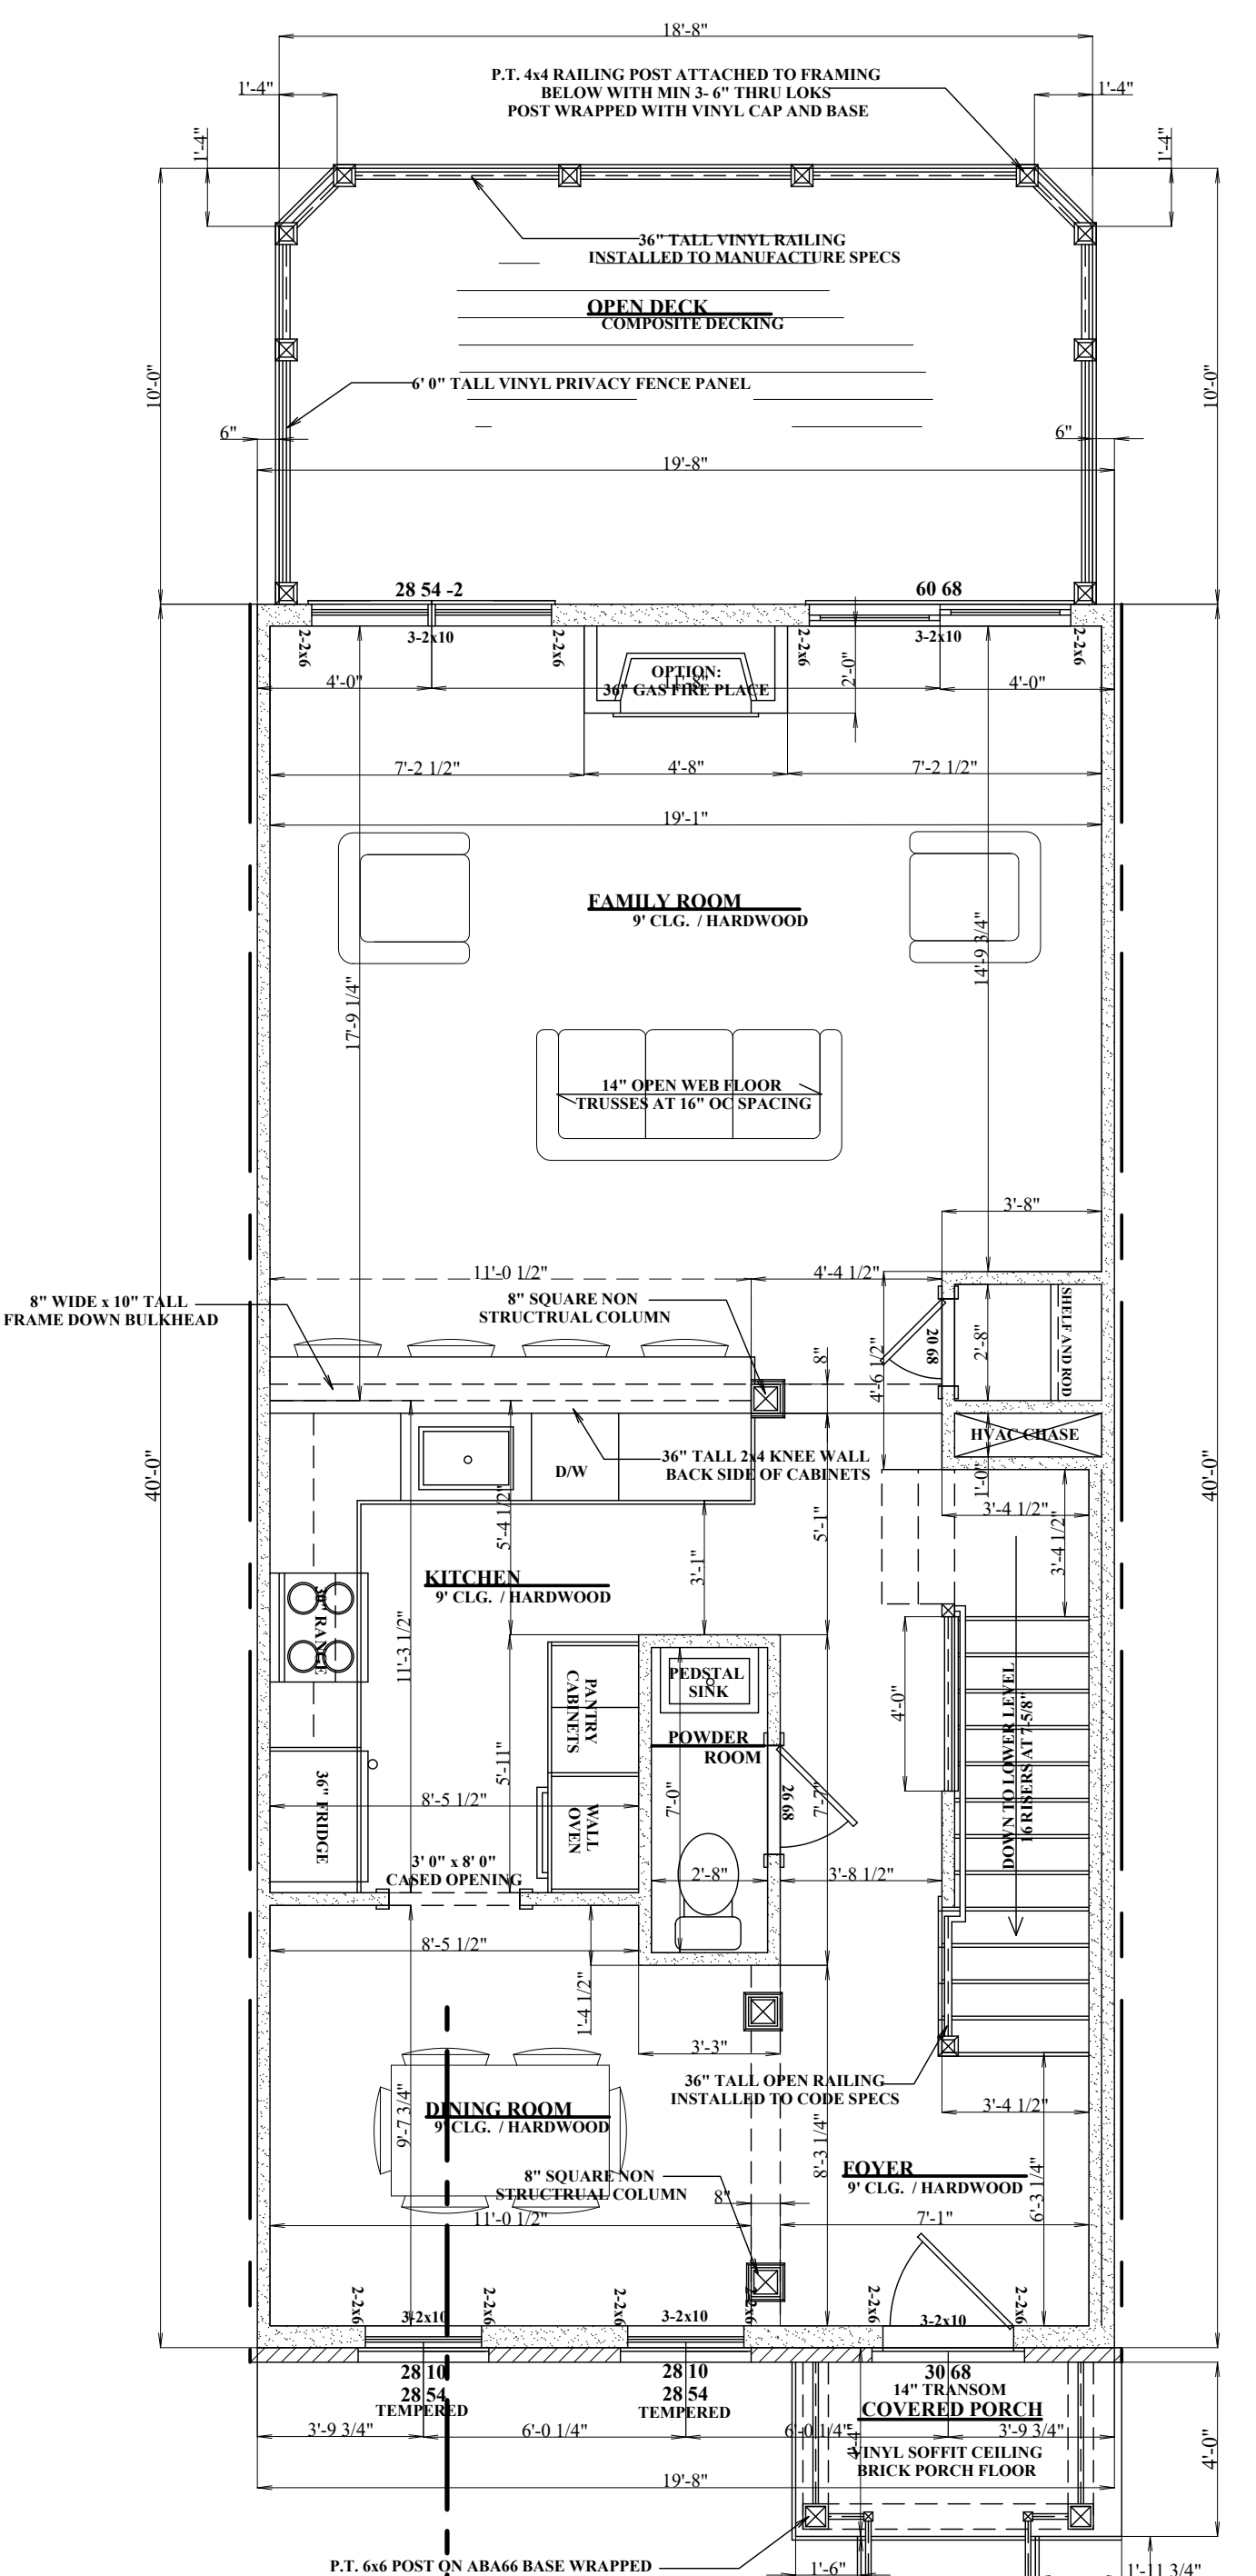 18'-8"
P.T. 4x4 RAILING POST ATTACHED TO FRAMING
BELOW WITH MIN 3- 6" THRU LOKS
POST WRAPPED WITH VINYL CAP AND BASE
1'-4"
1'-4"
1'-4"
1'-4"
36" TALL VINYL RAILING
INSTALLED TO MANUFACTURE SPECS
OPEN DECK
COMPOSITE DECKING
10'-0"
10'-0"
6' 0" TALL VINYL PRIVACY FENCE PANEL
6"
6"
19'-8"
28 54 -2
60 68
2-2x6
3-2x10
2-2x6
2-2x6
3-2x10
2-2x6
OPTION:
36" GAS FIRE PLACE
4'-0"
11'-8"
2'-0"
4'-0"
7'-2 1/2"
4'-8"
7'-2 1/2"
19'-1"
FAMILY ROOM
9' CLG. / HARDWOOD
17'-9 1/4"
14'-9 3/4"
14" OPEN WEB FLOOR
TRUSSES AT 16" OC SPACING
3'-8"
11'-0 1/2"
4'-4 1/2"
8" WIDE x 10" TALL
FRAME DOWN BULKHEAD
8" SQUARE NON
STRUCTRUAL COLUMN
8"
4'-6 1/2"
20 68
2'-8"
SHELF AND ROD
HVAC CHASE
1'-0"
36" TALL 2x4 KNEE WALL
BACK SIDE OF CABINETS
D/W
40'-0"
40'-0"
5'-4 1/2"
5'-1"
3'-4 1/2"
3'-4 1/2"
3'-1"
KITCHEN
9' CLG. / HARDWOOD
30" RANGE
11'-3 1/2"
PANTRY
CABINETS
PEDSTAL
SINK
POWDER
ROOM
4'-0"
DOWN TO LOWER LEVEL
16 RISERS AT 7-5/8"
5'-11"
36" FRIDGE
8'-5 1/2"
WALL
OVEN
7'-0"
26 68
7'-7"
3' 0" x 8' 0"
CASED OPENING
2'-8"
3'-8 1/2"
8'-5 1/2"
1'-4 1/2"
3'-3"
36" TALL OPEN RAILING
INSTALLED TO CODE SPECS
3'-4 1/2"
DINING ROOM
9' CLG. / HARDWOOD
9'-7 3/4"
8'-3 1/4"
FOYER
9' CLG. / HARDWOOD
8" SQUARE NON
STRUCTRUAL COLUMN
8"
6'-3 1/4"
11'-0 1/2"
7'-1"
2-2x6
3-2x10
2-2x6
2-2x6
3-2x10
2-2x6
2-2x6
3-2x10
2-2x6
28 10
28 54
TEMPERED
28 10
28 54
TEMPERED
30 68
14" TRANSOM
COVERED PORCH
3'-9 3/4"
6'-0 1/4"
6'-0 1/4"
3'-9 3/4"
4'-4"
VINYL SOFFIT CEILING
BRICK PORCH FLOOR
4'-0"
19'-8"
P.T. 6x6 POST ON ABA66 BASE WRAPPED
1'-6"
1'-11 3/4"